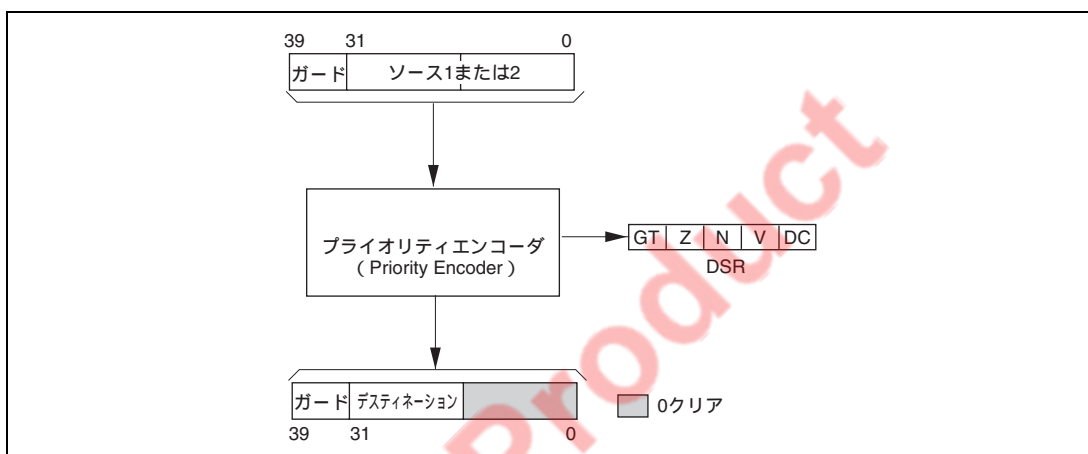 39 31 0
ガード ソース1または2
プライオリティエンコーダ
( Priority Encoder )
GT Z N V DC
DSR
ガード デスティネーション
0クリア
39 31 0
Product